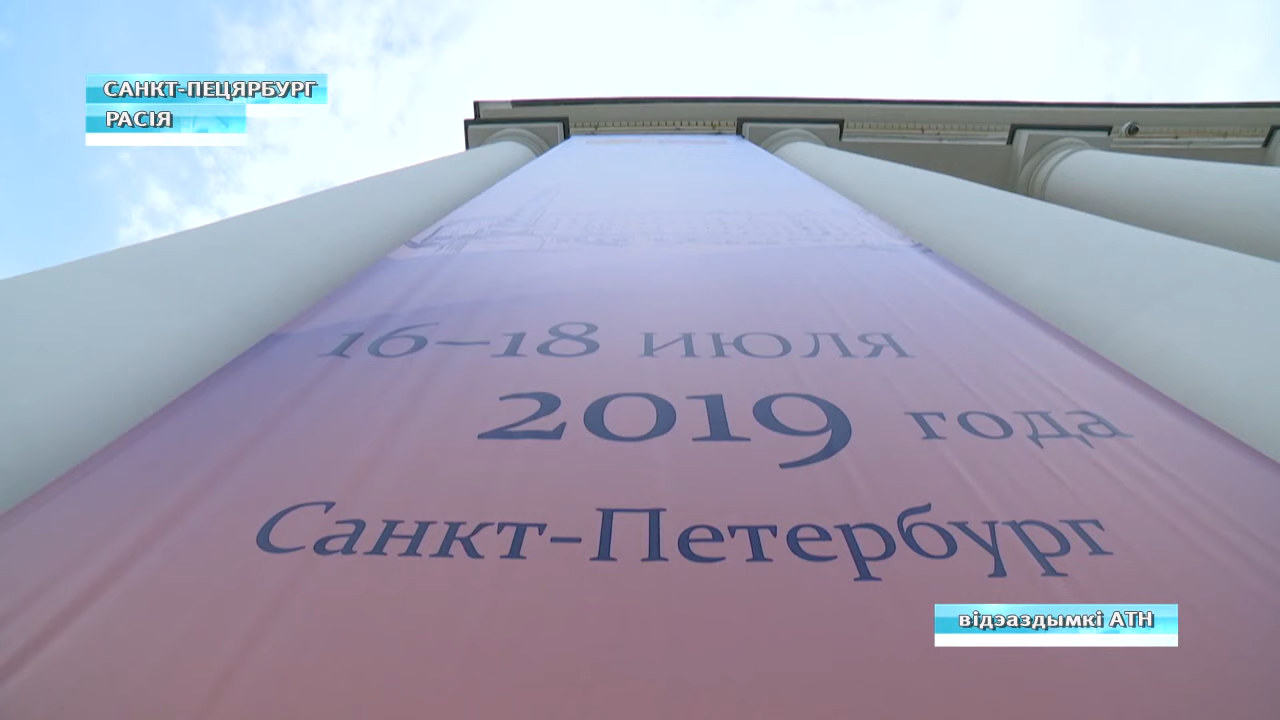 САНКТ-ПЕЦЯРБУРГ
РАСІЯ
16–18 июля
2019 года
Санкт-Петербург
відэаздымкі АТН